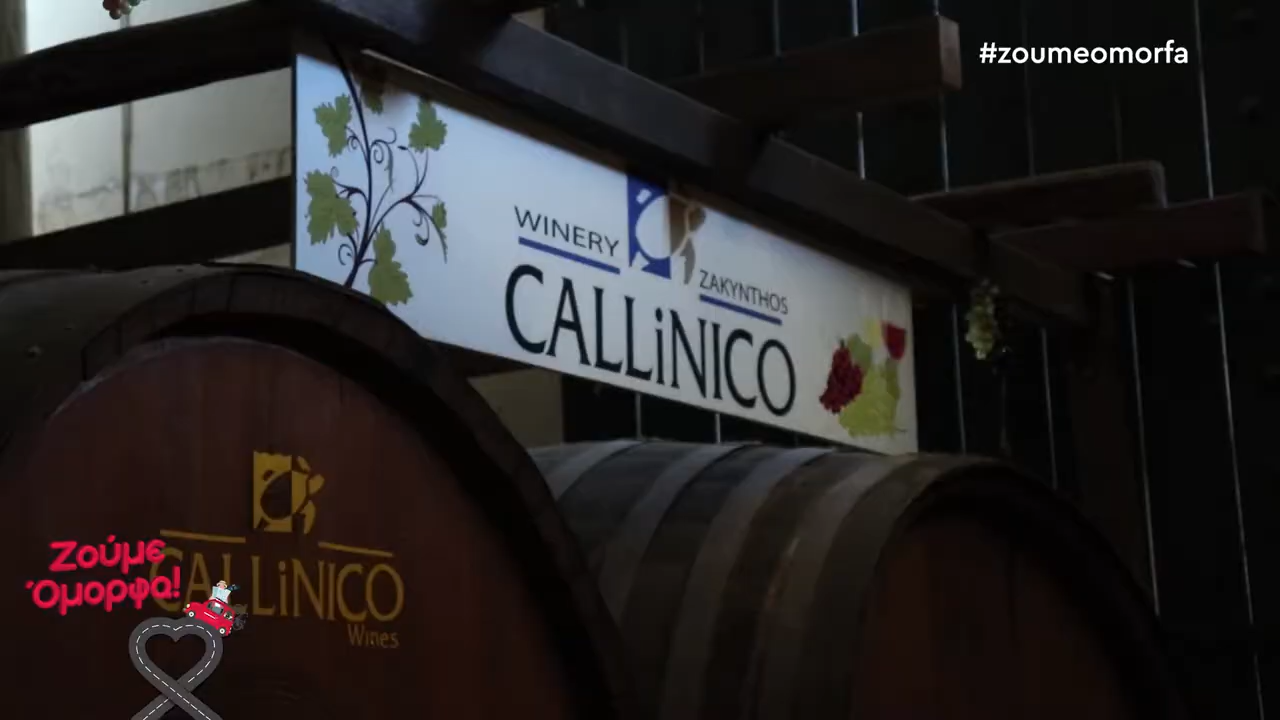 #zoumeomorfa
WINERY
ZAKYNTHOS
CALLiNICO
CALLiNICO
Wines
Ζούμε
Όμορφα!